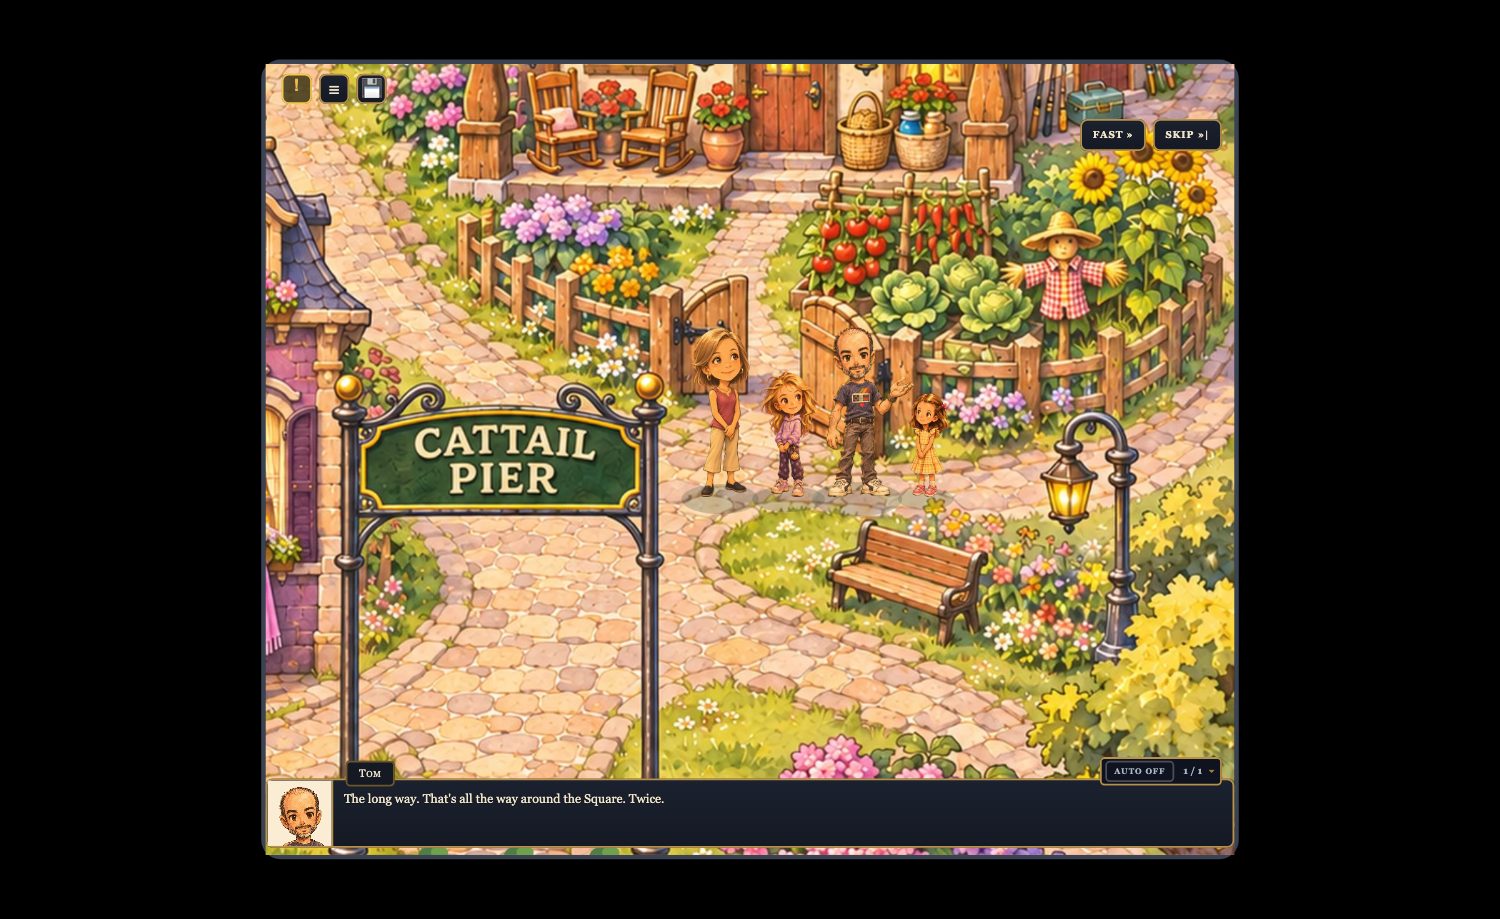 !
FAST »
SKIP »|
CATTAIL
PIER
Tom
AUTO OFF
1 / 1
The long way. That's all the way around the Square. Twice.